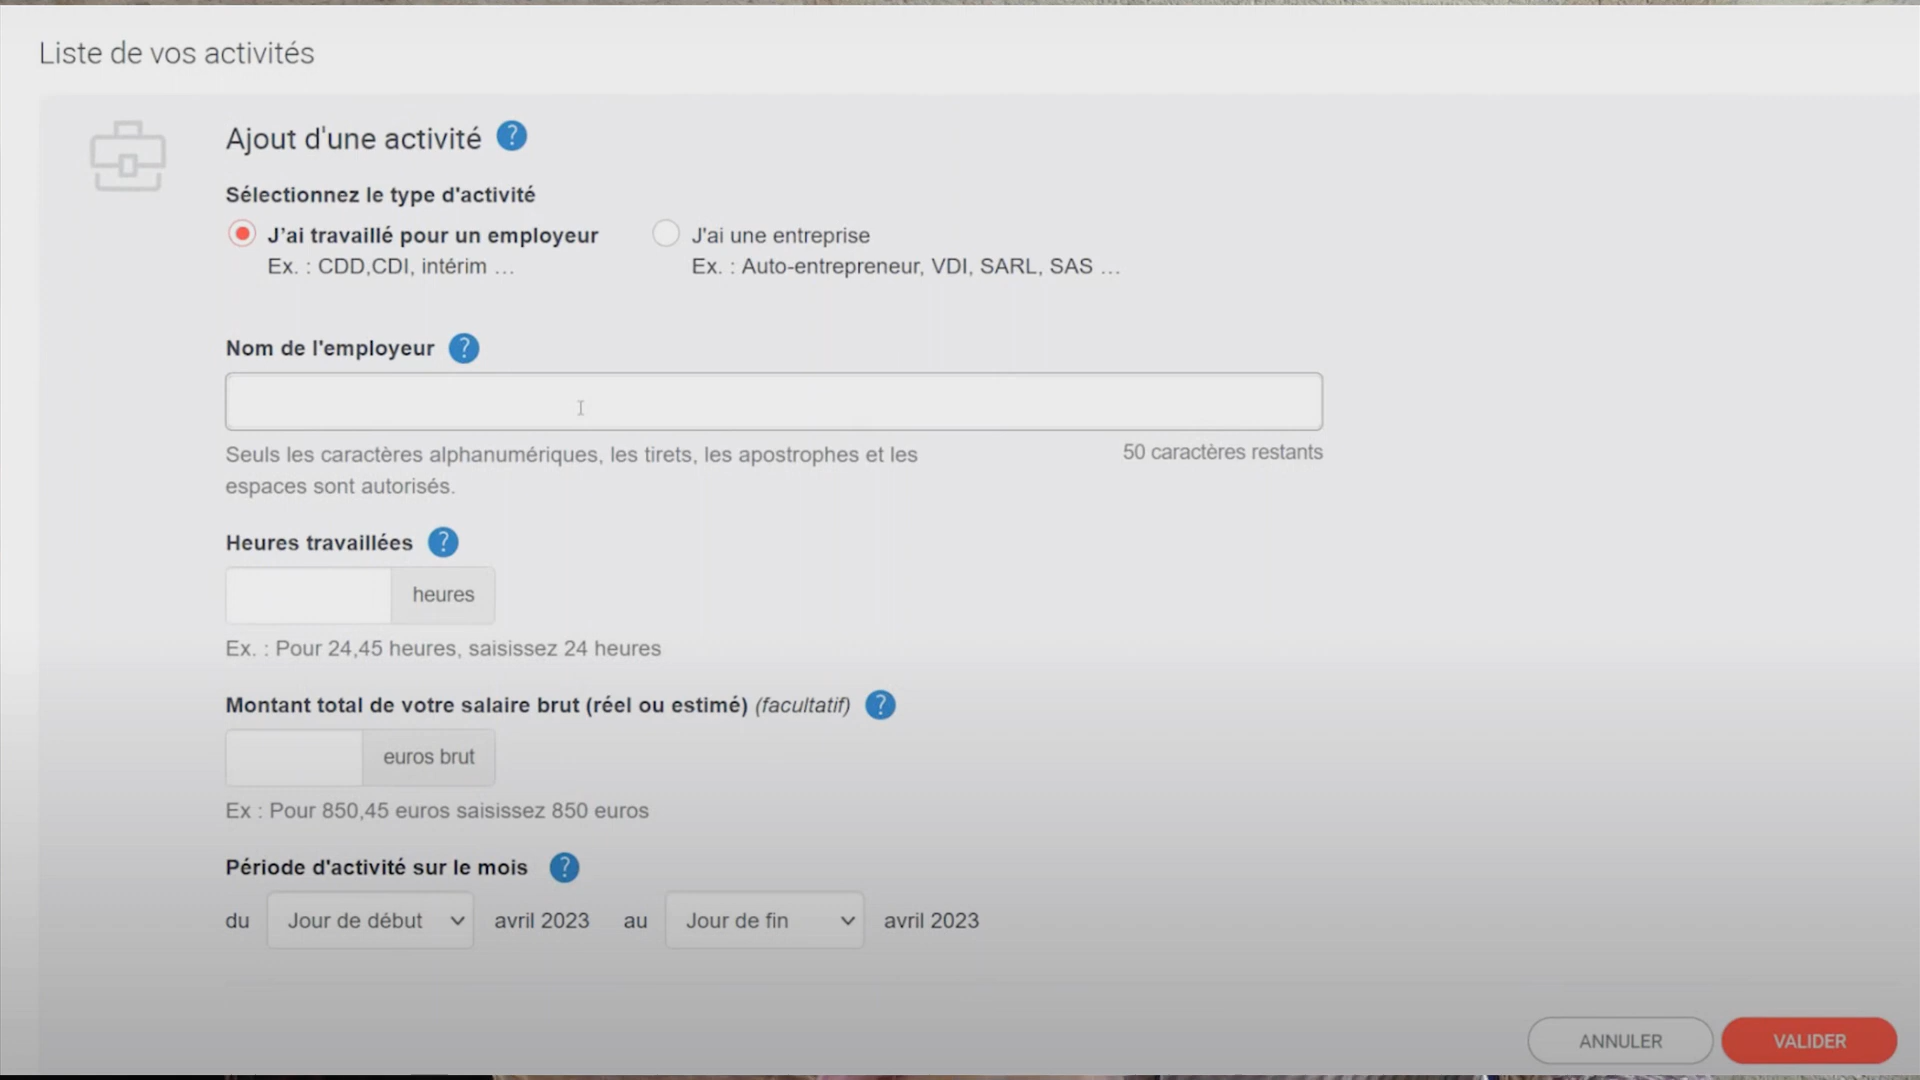 Liste de vos activités
Ajout d'une activité ?
Sélectionnez le type d'activité
J’ai travaillé pour un employeur
Ex. : CDD,CDI, intérim …
J'ai une entreprise
Ex. : Auto-entrepreneur, VDI, SARL, SAS …
Nom de l'employeur ?
Seuls les caractères alphanumériques, les tirets, les apostrophes et les
espaces sont autorisés.
50 caractères restants
Heures travaillées ?
heures
Ex. : Pour 24,45 heures, saisissez 24 heures
Montant total de votre salaire brut (réel ou estimé) (facultatif) ?
euros brut
Ex : Pour 850,45 euros saisissez 850 euros
Période d'activité sur le mois ?
du Jour de début avril 2023 au Jour de fin avril 2023
ANNULER VALIDER